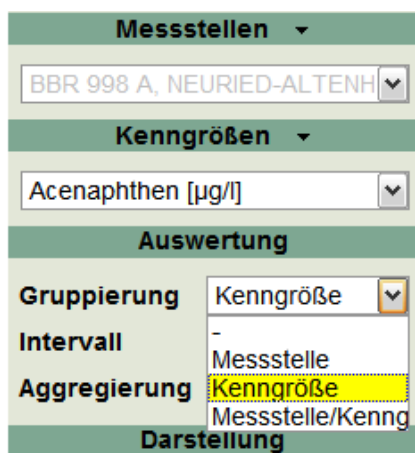 Messstellen
BBR 998 A, NEURIED-ALTENH
Kenngrößen
Acenaphthen [µg/l]
Auswertung
Gruppierung Kenngröße
-
Intervall
Messstelle
Aggregierung Kenngröße
Messstelle/Kenng
Darstellung